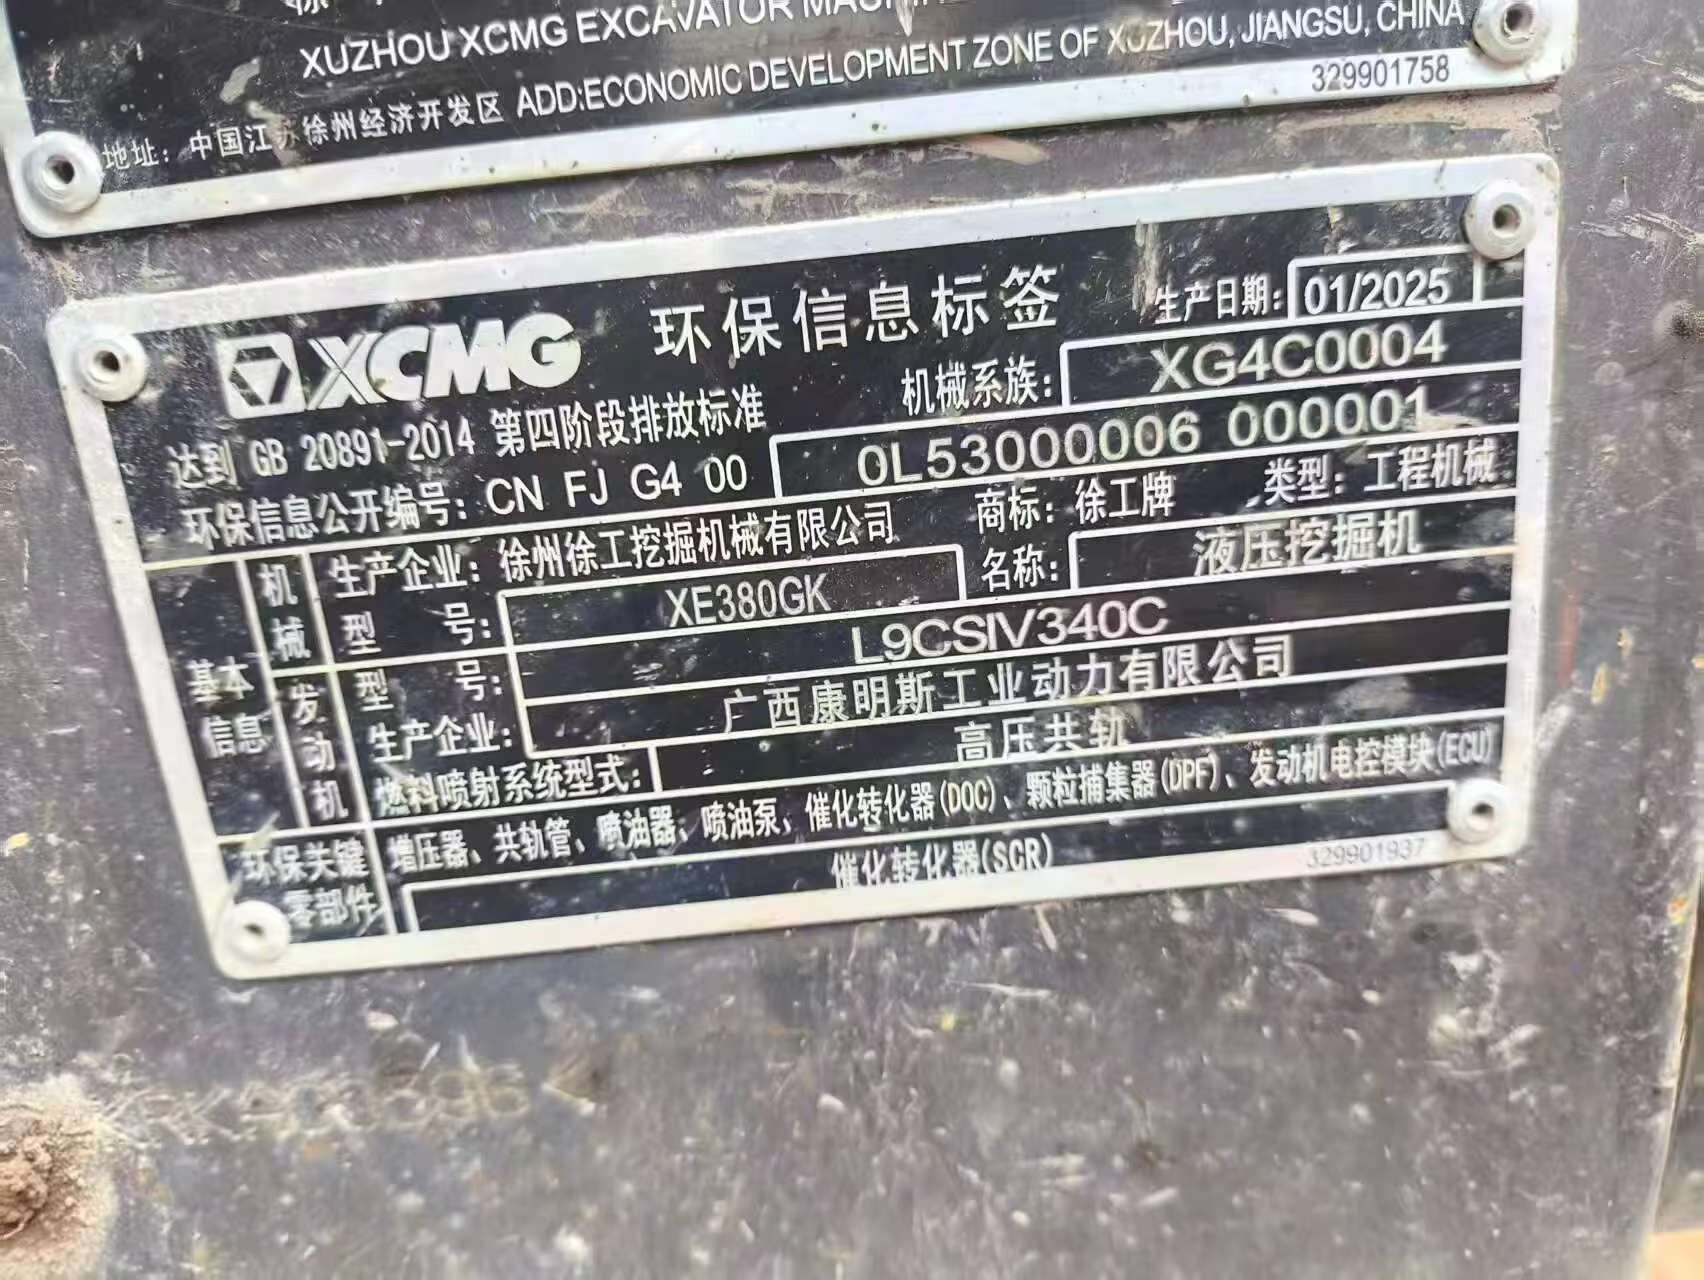 XUZHOU XCMG EXCAVATOR
地址：中国江苏徐州经济开发区 ADD:ECONOMIC DEVELOPMENT ZONE OF XUZHOU, JIANGSU, CHINA
329901758
XCMG 环保信息标签 生产日期: 01/2025
达到 GB 20891-2014 第四阶段排放标准 机械系族: XG4C0004
环保信息公开编号: CN FJ G4 00 0L53000006 000001
基本信息
机械
生产企业: 徐州徐工挖掘机械有限公司 商标: 徐工牌 类型: 工程机械
型号: XE380GK 名称: 液压挖掘机
发动机
型号: L9CSIV340C
生产企业: 广西康明斯工业动力有限公司
燃料喷射系统型式: 高压共轨
环保关键零部件
增压器、共轨管、喷油器、喷油泵、催化转化器(DOC)、颗粒捕集器(DPF)、发动机电控模块(ECU)
催化转化器(SCR)
329901937